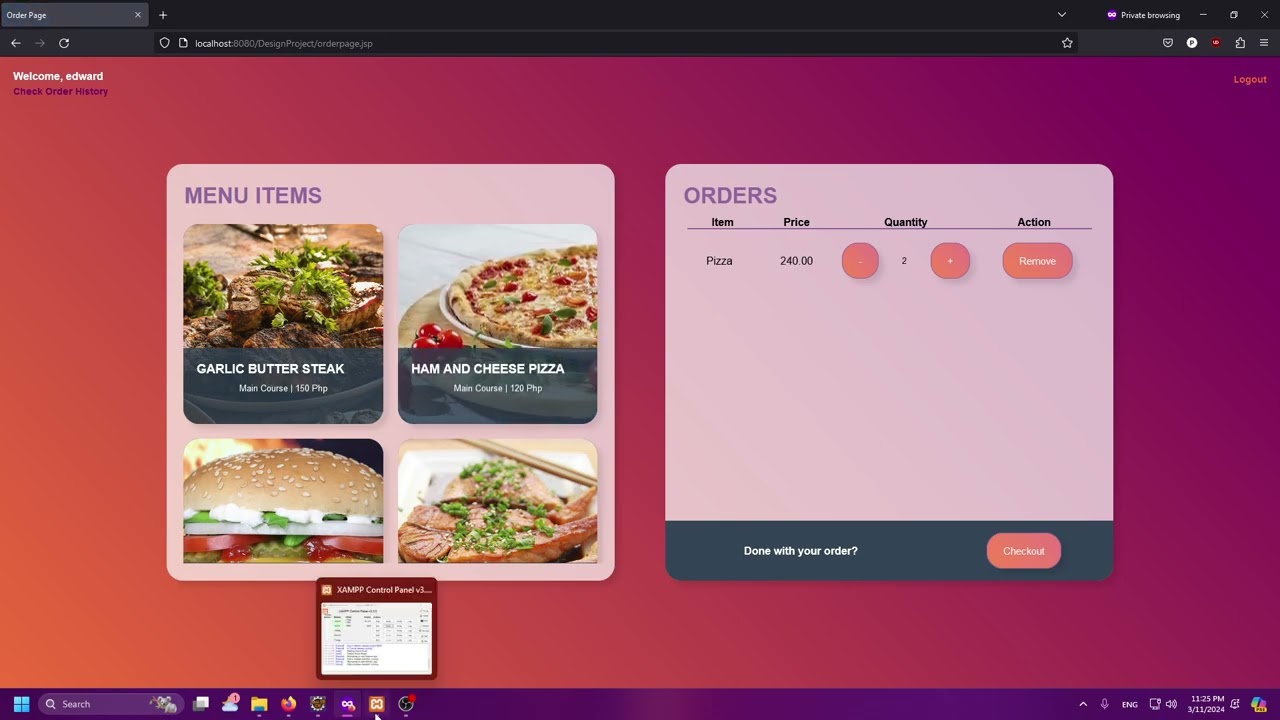 Order Page
Private browsing
localhost:8080/DesignProject/orderpage.jsp
Welcome, edward
Check Order History
Logout
MENU ITEMS
GARLIC BUTTER STEAK
Main Course | 150 Php
HAM AND CHEESE PIZZA
Main Course | 120 Php
ORDERS
Item Price Quantity Action
Pizza 240.00 - 2 + Remove
Done with your order? Checkout
XAMPP Control Panel v3....
Search
1
ENG
11:25 PM
3/11/2024